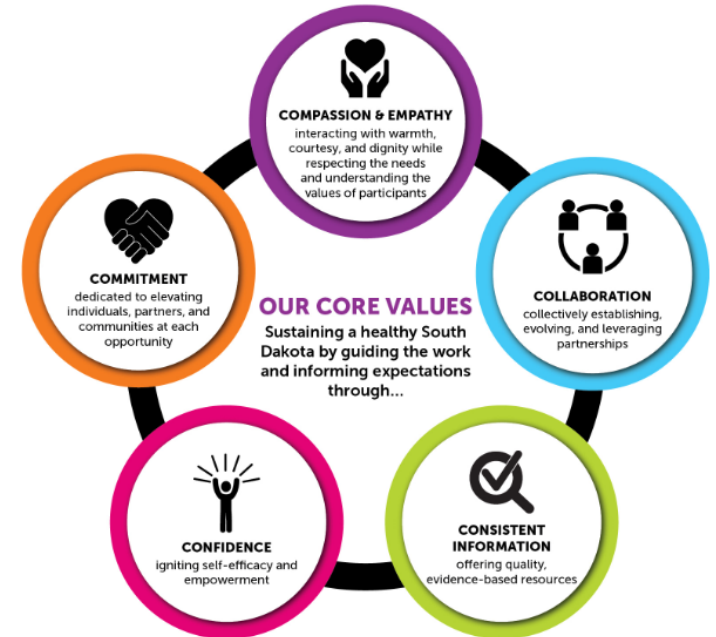 COMPASSION & EMPATHY
interacting with warmth,
courtesy, and dignity while
respecting the needs
and understanding the
values of participants
COMMITMENT
dedicated to elevating
individuals, partners, and
communities at each
opportunity
OUR CORE VALUES
Sustaining a healthy South
Dakota by guiding the work
and informing expectations
through...
COLLABORATION
collectively establishing,
evolving, and leveraging
partnerships
CONFIDENCE
igniting self-efficacy and
empowerment
CONSISTENT
INFORMATION
offering quality,
evidence-based resources